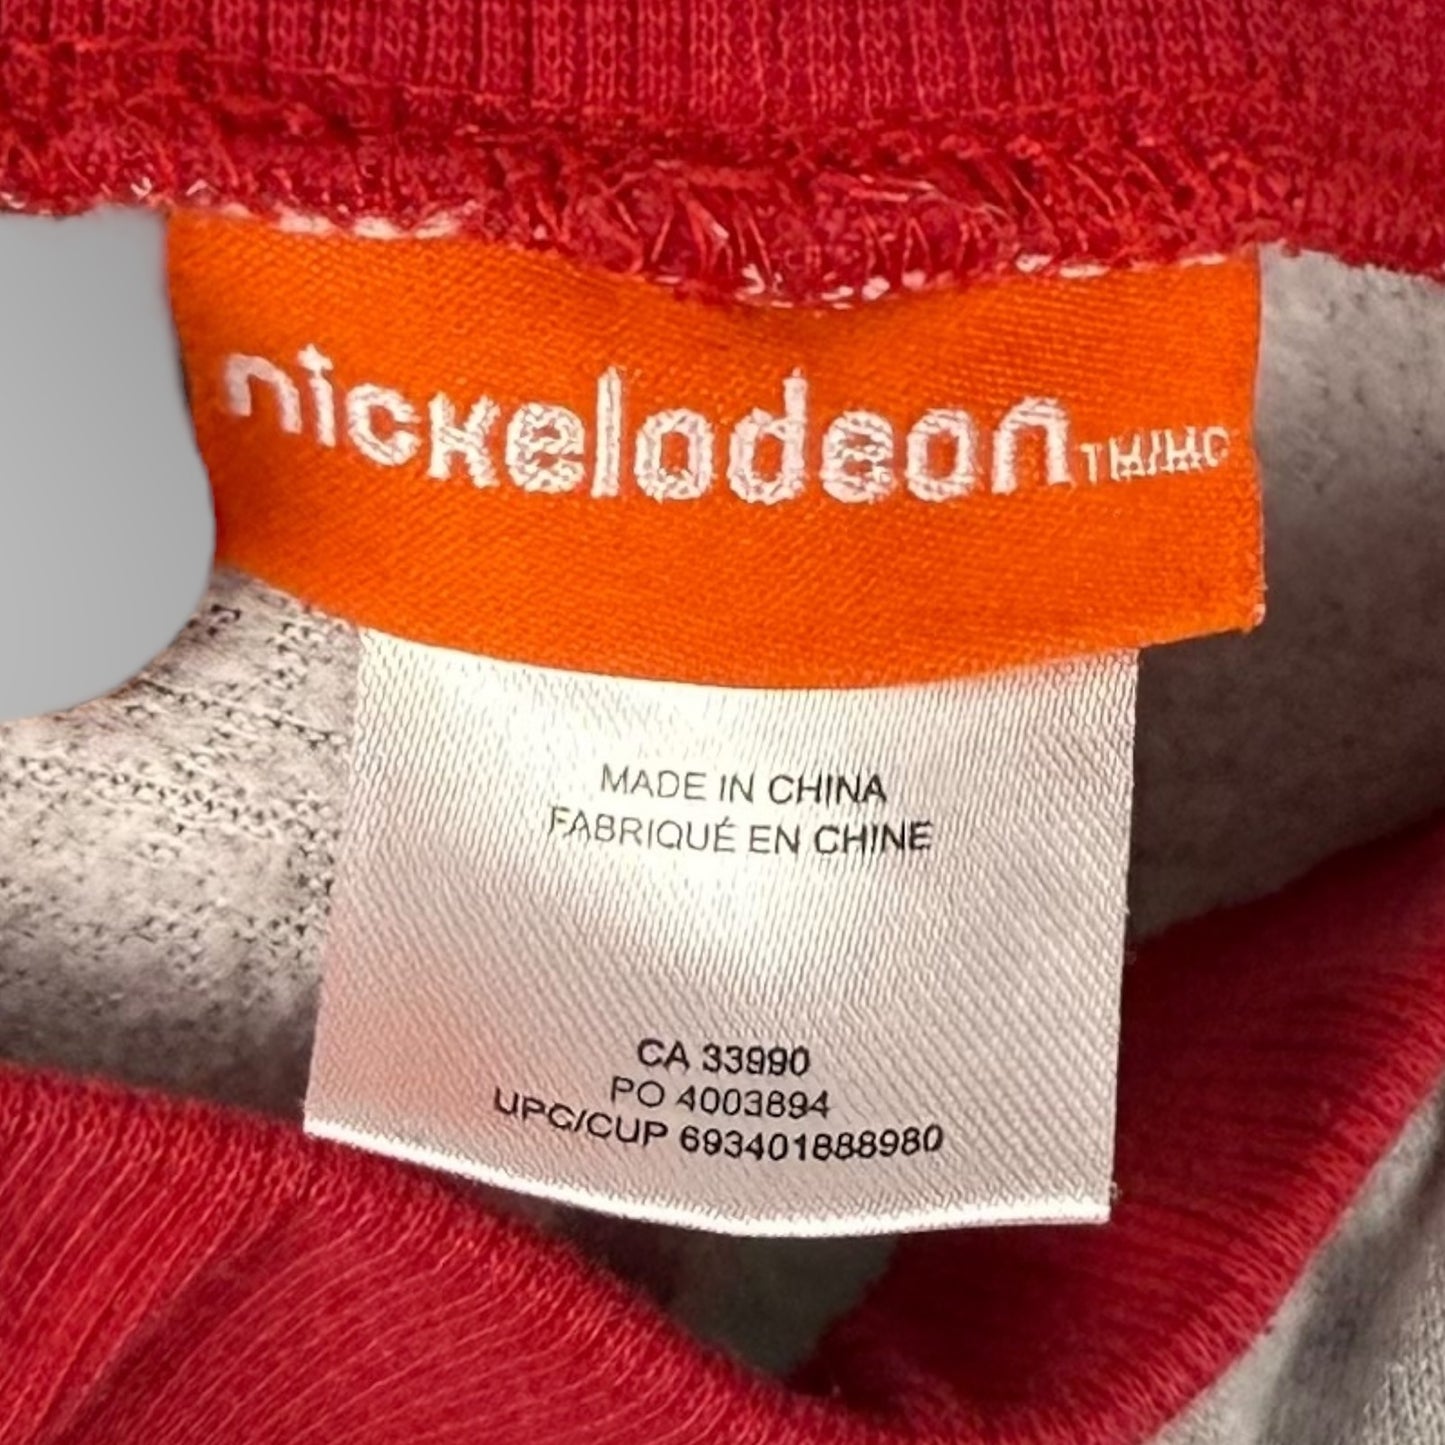 nickelodeon TM/MC
MADE IN CHINA
FABRIQUÉ EN CHINE
CA 33990
PO 4003894
UPC/CUP 693401888980